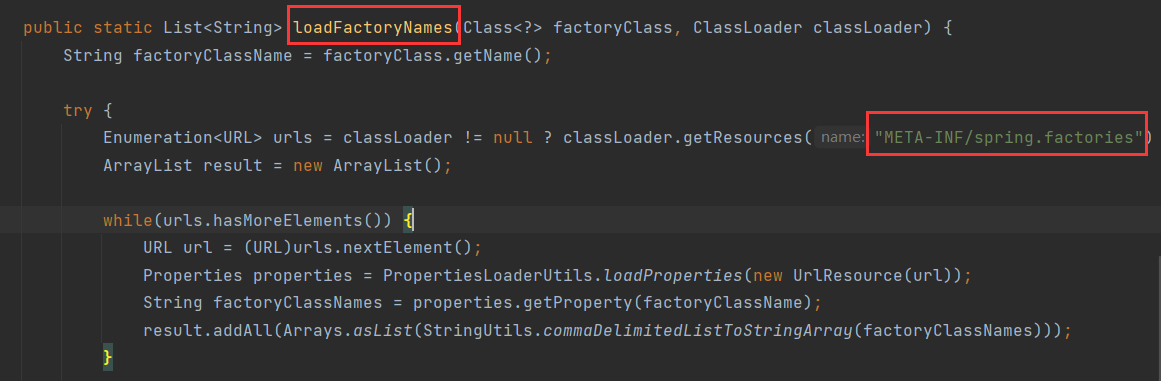 public static List<String> loadFactoryNames(Class<?> factoryClass, ClassLoader classLoader) {
String factoryClassName = factoryClass.getName();
try {
Enumeration<URL> urls = classLoader != null ? classLoader.getResources( name: "META-INF/spring.factories")
ArrayList result = new ArrayList();
while(urls.hasMoreElements()) {
URL url = (URL)urls.nextElement();
Properties properties = PropertiesLoaderUtils.loadProperties(new UrlResource(url));
String factoryClassNames = properties.getProperty(factoryClassName);
result.addAll(Arrays.asList(StringUtils.commaDelimitedListToStringArray(factoryClassNames)));
}